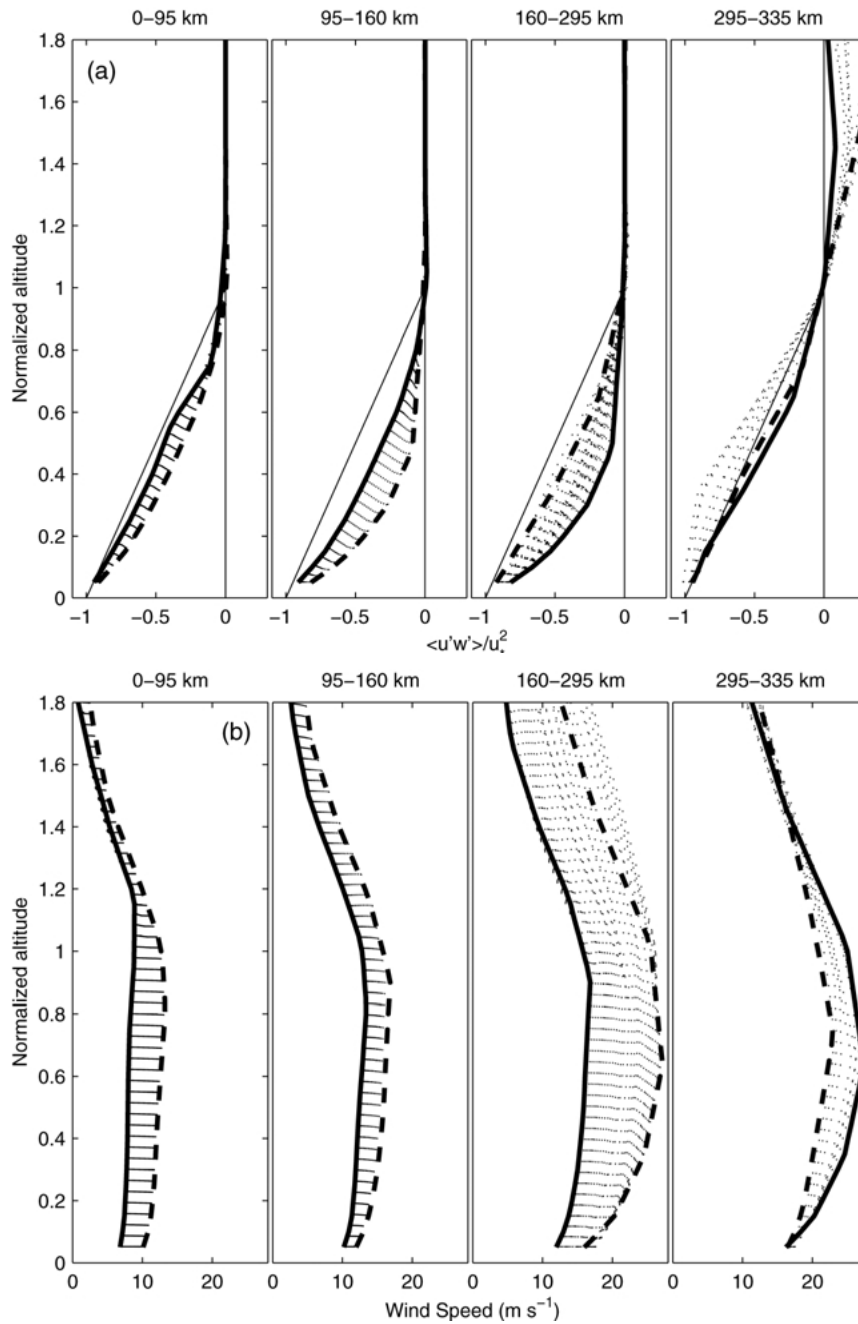 0−95 km 95−160 km 160−295 km 295−335 km
1.8
(a)
1.6
1.4
1.2
1
0.8
0.6
0.4
0.2
0
Normalized altitude
−1 −0.5 0 −1 −0.5 0 −1 −0.5 0 −1 −0.5 0
<u'w'>/u*²
0−95 km 95−160 km 160−295 km 295−335 km
1.8
(b)
1.6
1.4
1.2
1
0.8
0.6
0.4
0.2
0
Normalized altitude
0 10 20 0 10 20 0 10 20 0 10 20
Wind Speed (m s⁻¹)